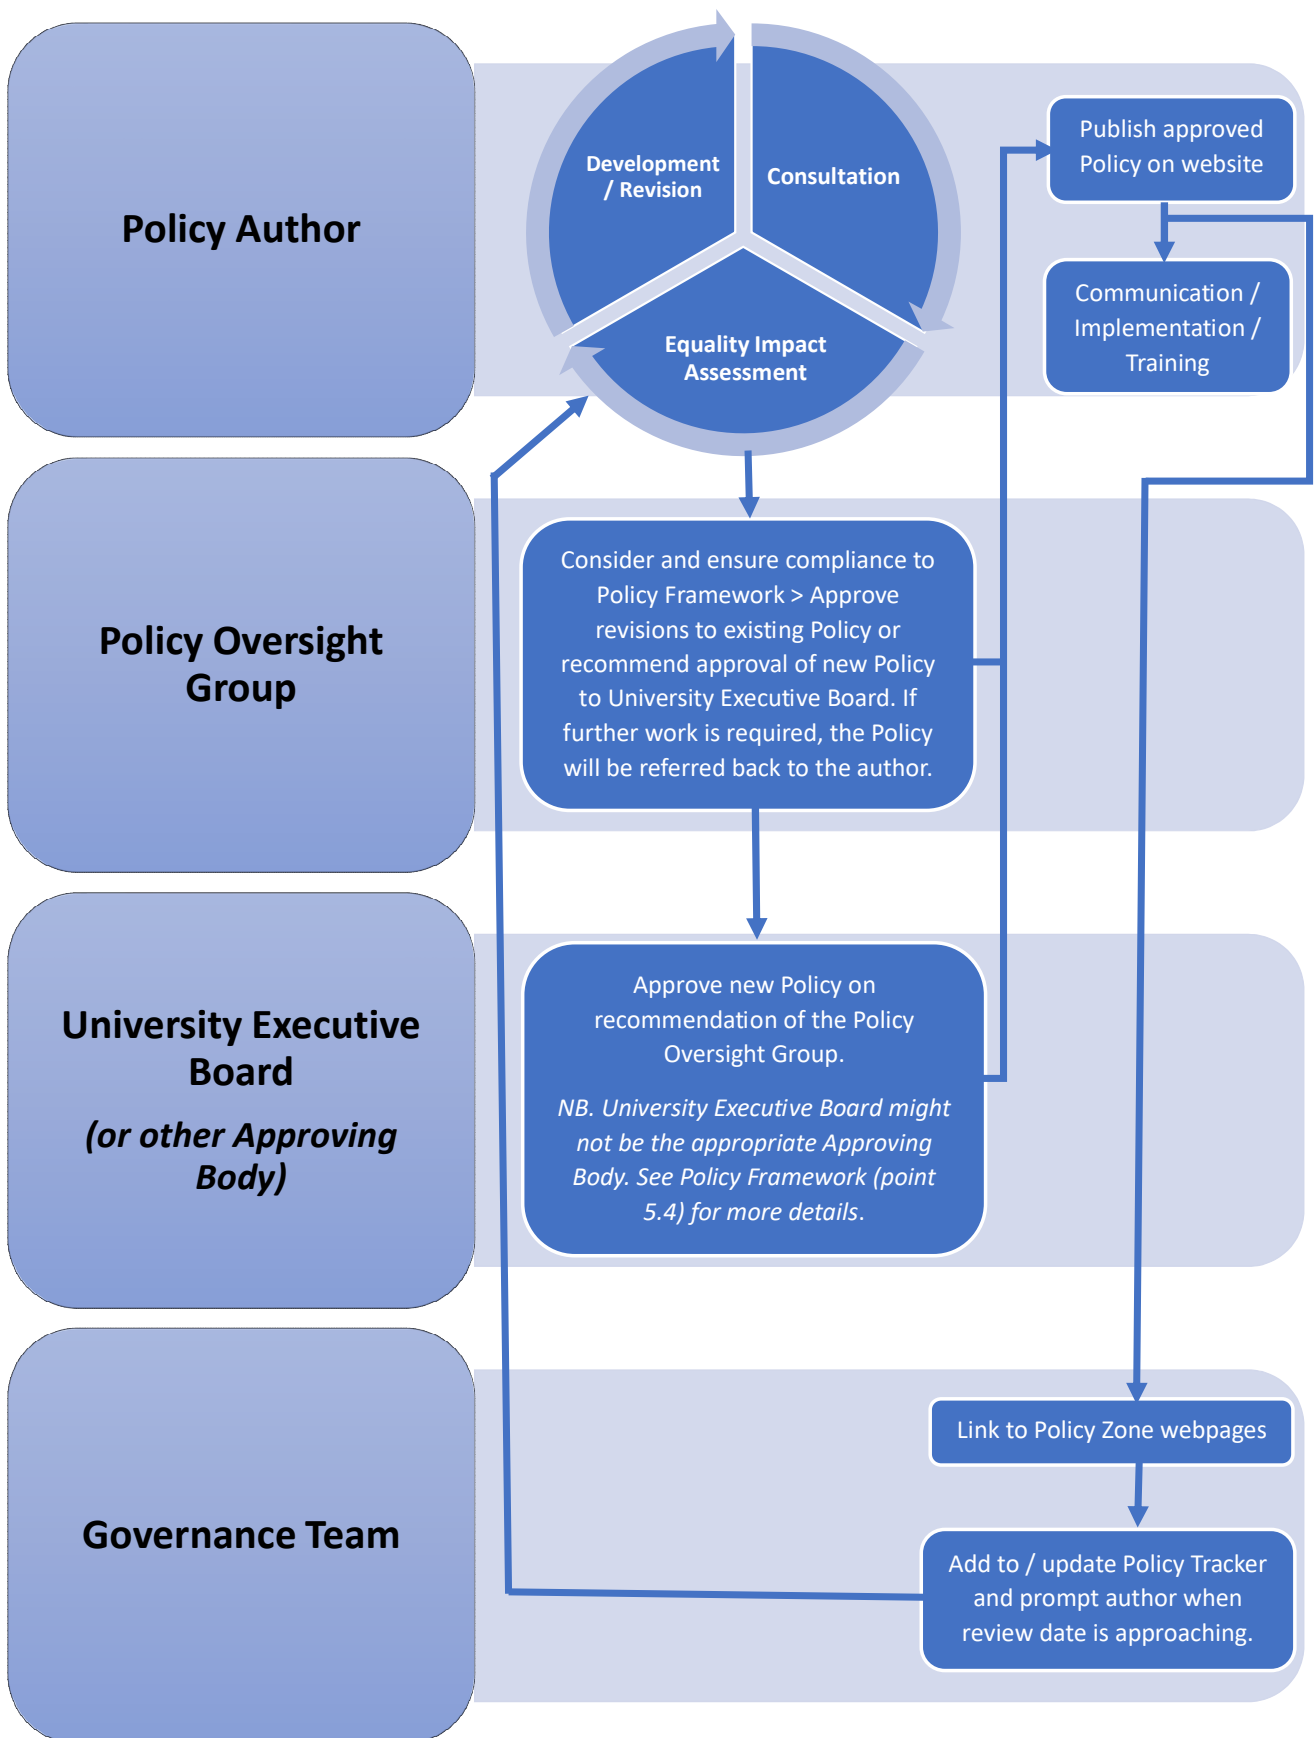 Policy Author
Development
/ Revision
Consultation
Equality Impact
Assessment
Publish approved
Policy on website
Communication /
Implementation /
Training
Policy Oversight
Group
Consider and ensure compliance to
Policy Framework > Approve
revisions to existing Policy or
recommend approval of new Policy
to University Executive Board. If
further work is required, the Policy
will be referred back to the author.
University Executive
Board
(or other Approving
Body)
Approve new Policy on
recommendation of the Policy
Oversight Group.
NB. University Executive Board might
not be the appropriate Approving
Body. See Policy Framework (point
5.4) for more details.
Governance Team
Link to Policy Zone webpages
Add to / update Policy Tracker
and prompt author when
review date is approaching.